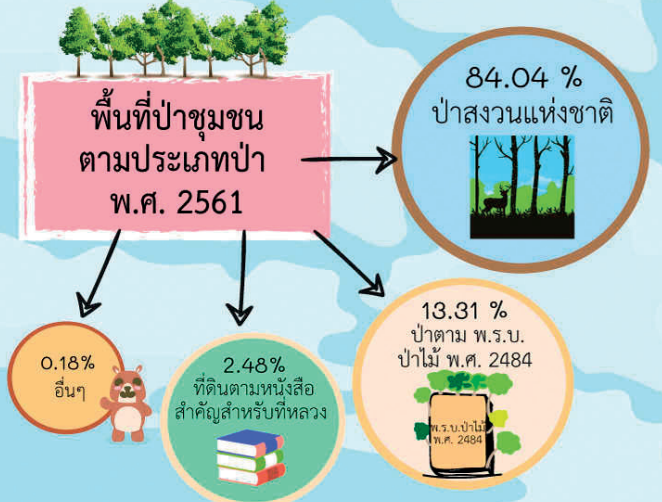 พื้นที่ป่าชุมชน
ตามประเภทป่า
พ.ศ. 2561
84.04 %
ป่าสงวนแห่งชาติ
13.31 %
ป่าตาม พ.ร.บ.
ป่าไม้ พ.ศ. 2484
พ.ร.บ.ป่าไม้
พ.ศ. 2484
2.48%
ที่ดินตามหนังสือ
สำคัญสำหรับที่หลวง
0.18%
อื่นๆ